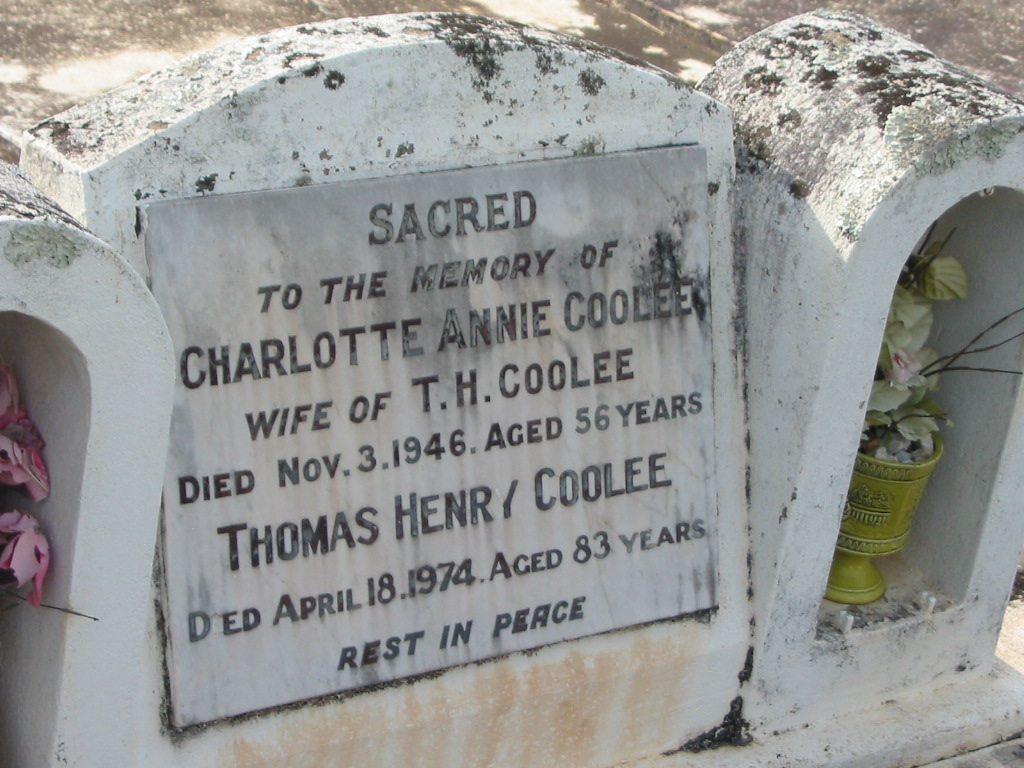 SACRED
TO THE MEMORY OF
CHARLOTTE ANNIE COOLEE
WIFE OF T. H. COOLEE
DIED NOV. 3. 1946. AGED 56 YEARS
THOMAS HENRY COOLEE
D ED APRIL 18. 1974. AGED 83 YEARS
REST IN PEACE